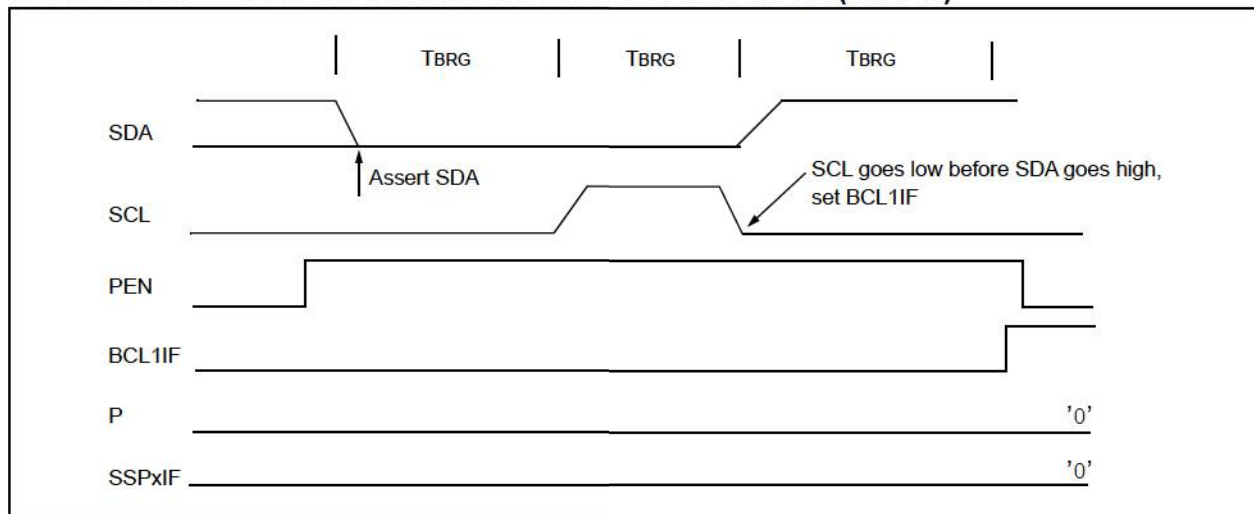 TBRG TBRG TBRG
SDA
Assert SDA
SCL goes low before SDA goes high,
set BCL1IF
SCL
PEN
BCL1IF
P
'0'
SSPxIF
'0'